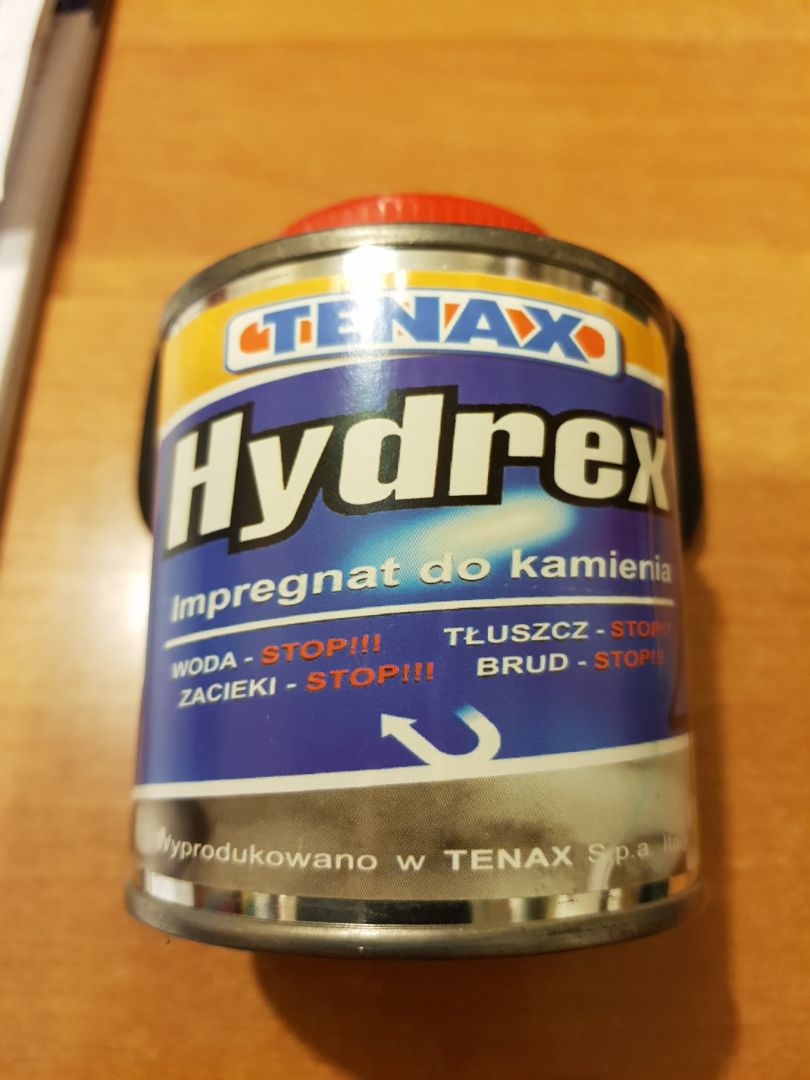 TENAX
Hydrex
Impregnat do kamienia
WODA - STOP!!!
ZACIEKI - STOP!!!
TŁUSZCZ - STOP!!!
BRUD - STOP!!!
Wyprodukowano w TENAX S.p.a